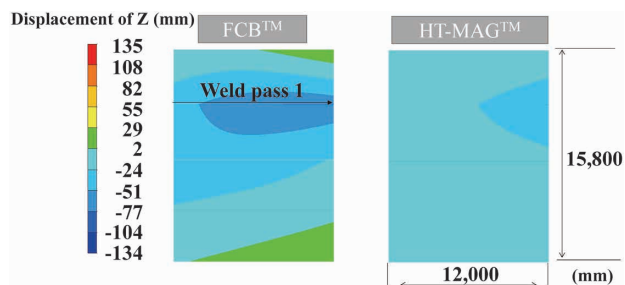 Displacement of Z (mm)
FCB™
HT-MAG™
135
108
82
55
29
2
-24
-51
-77
-104
-134
Weld pass 1
15,800
12,000
(mm)